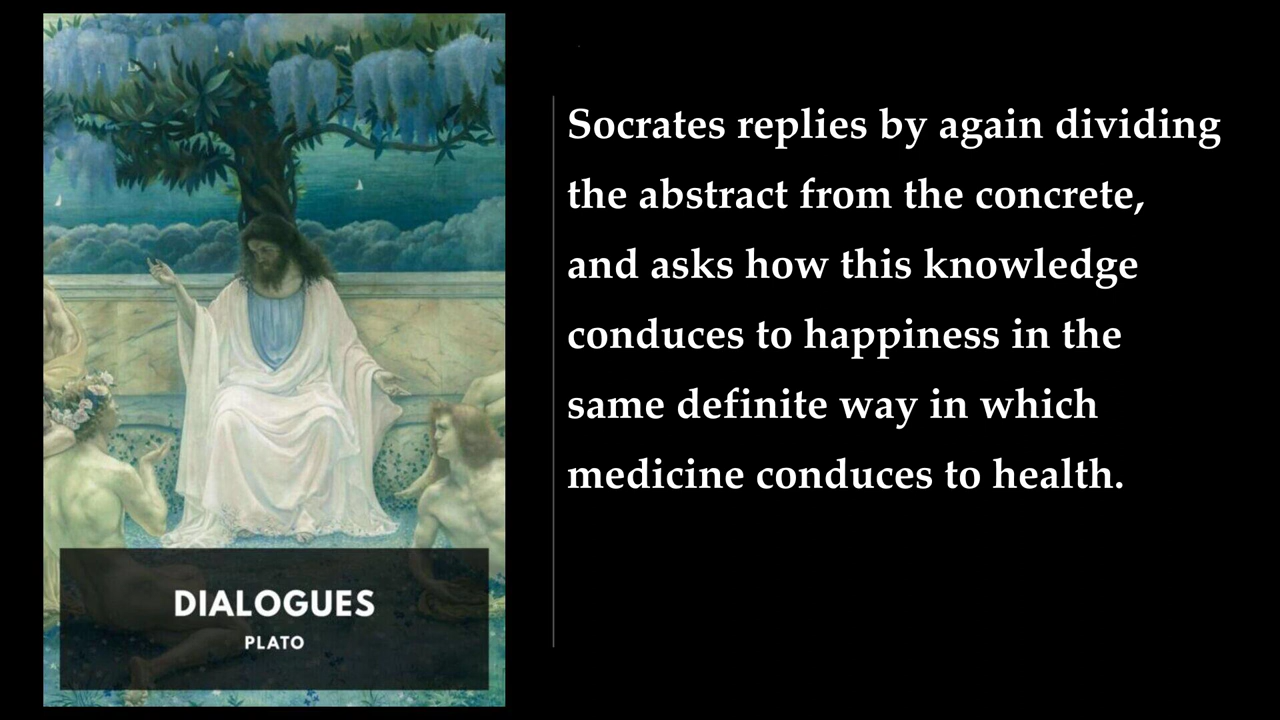 Socrates replies by again dividing
the abstract from the concrete,
and asks how this knowledge
conduces to happiness in the
same definite way in which
medicine conduces to health.
DIALOGUES
PLATO